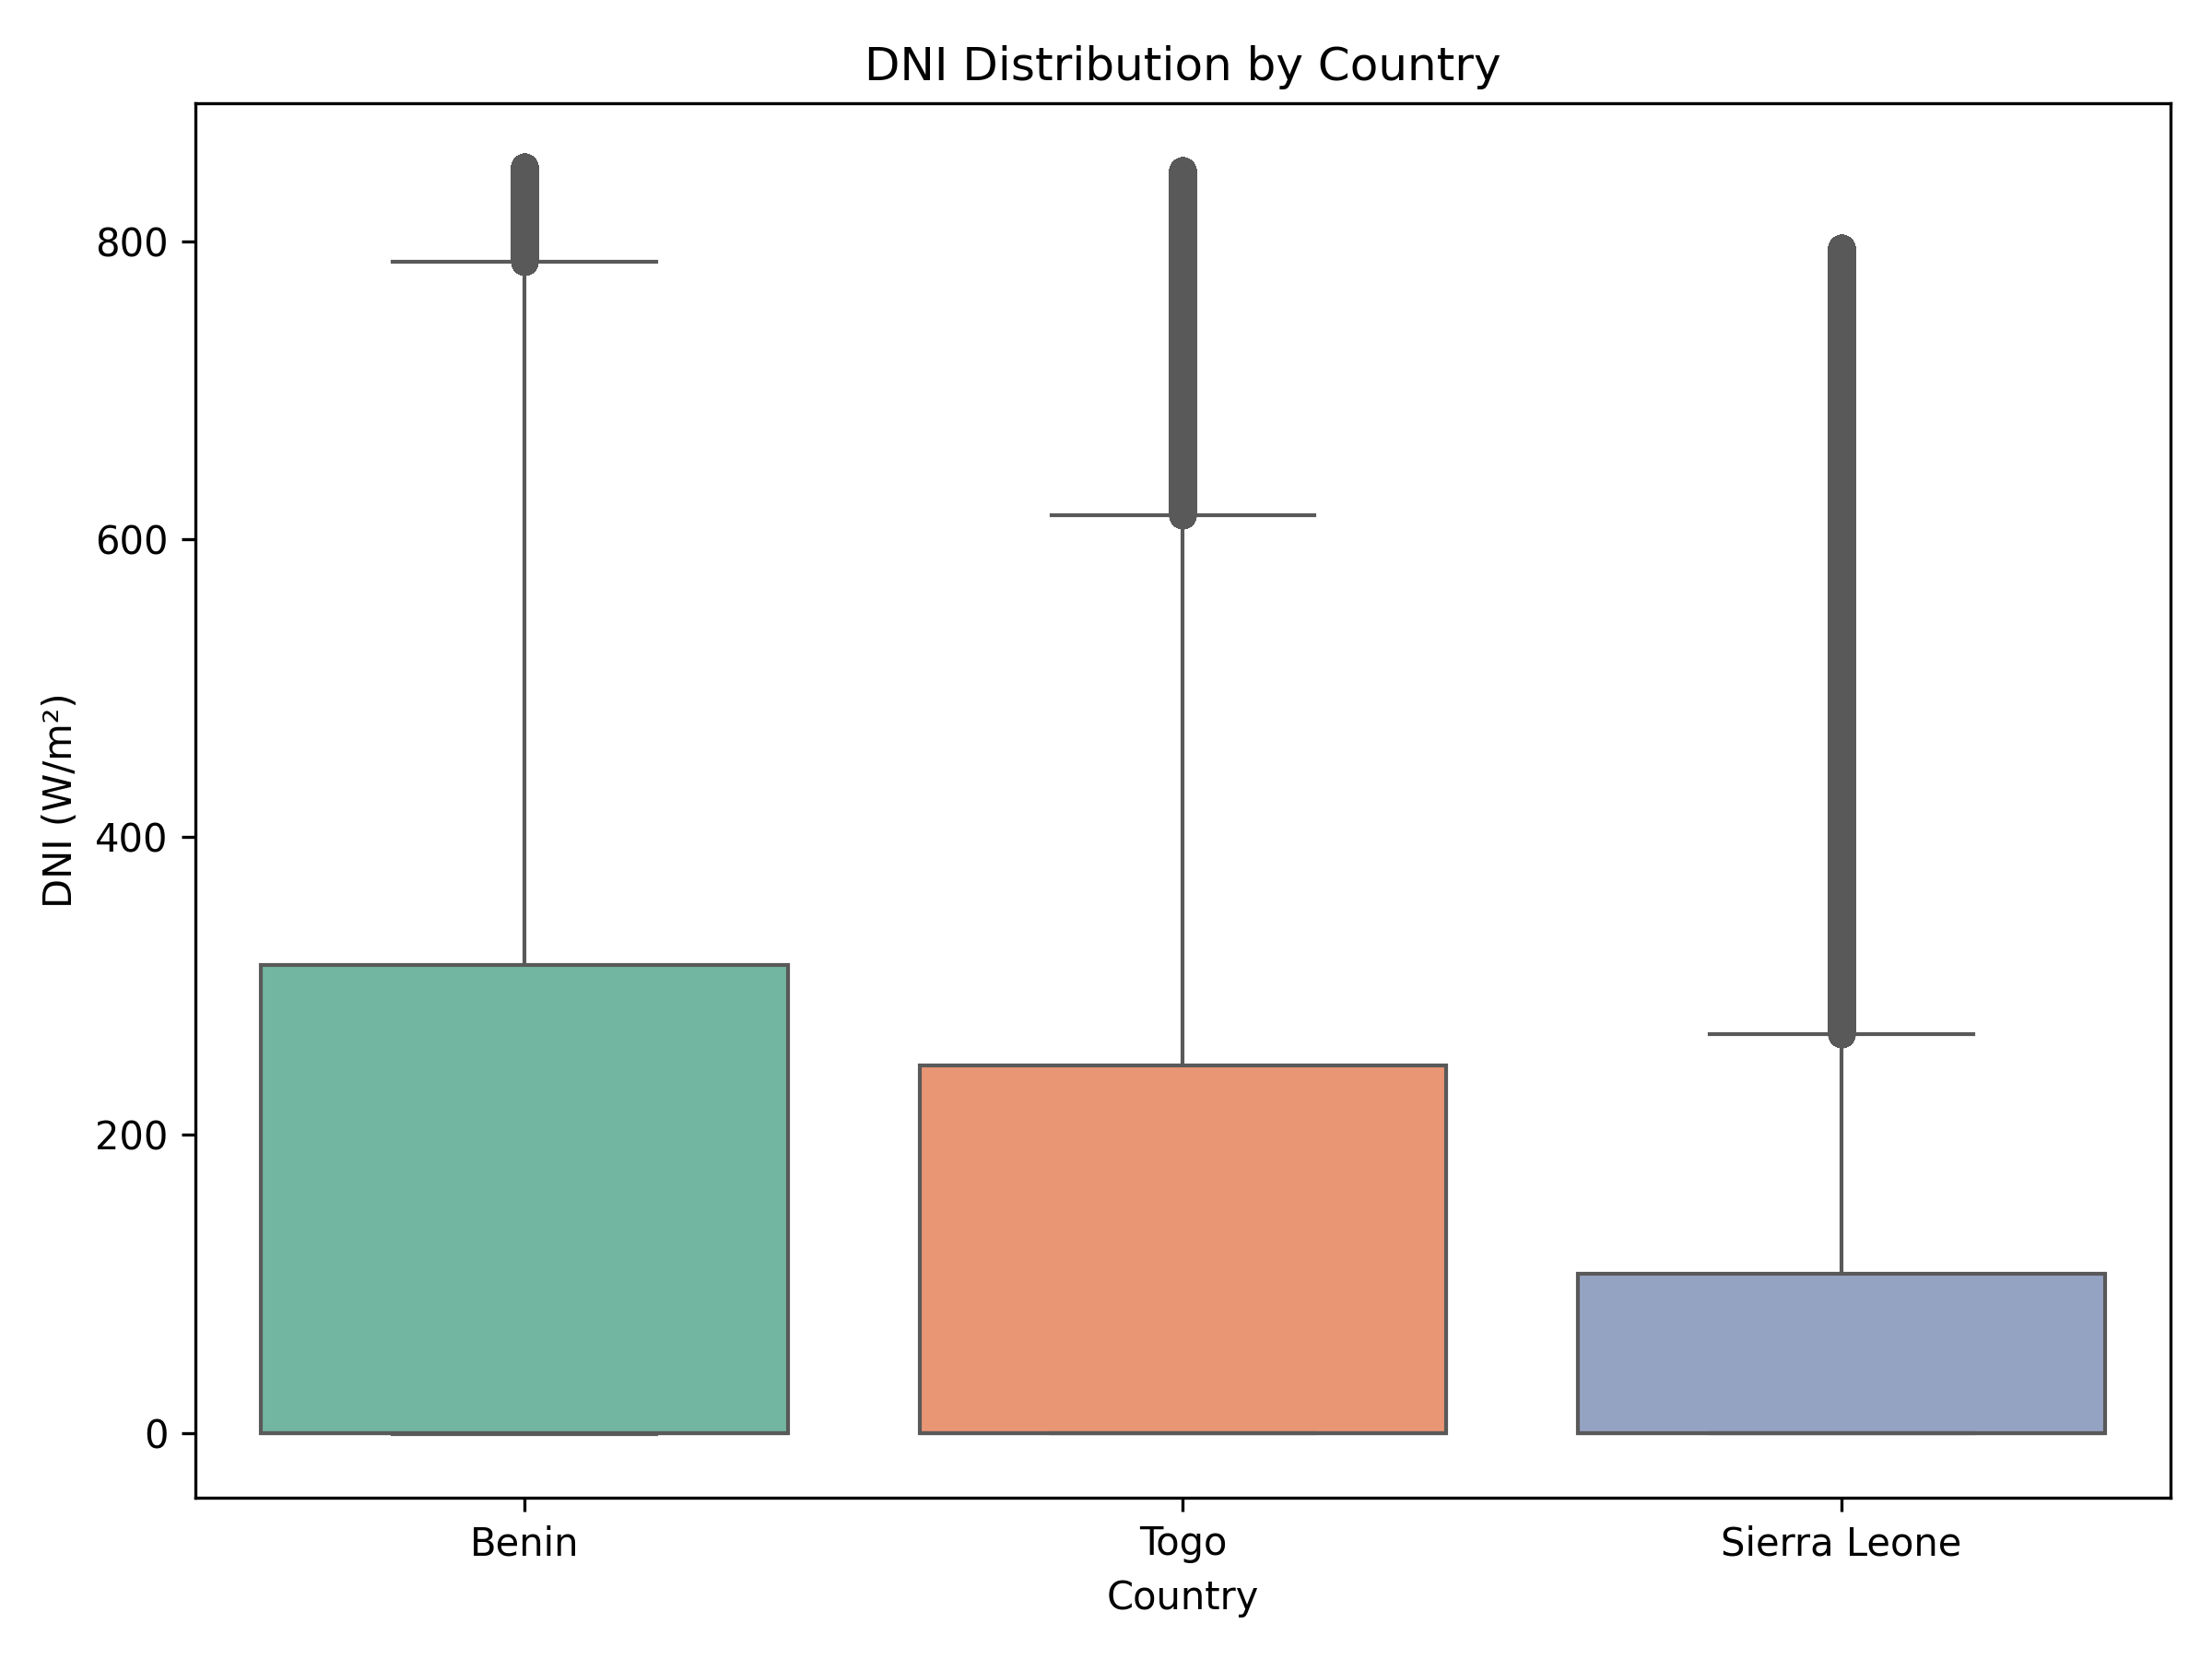 DNI Distribution by Country
DNI (W/m²)
800
600
400
200
0
Benin
Togo
Sierra Leone
Country